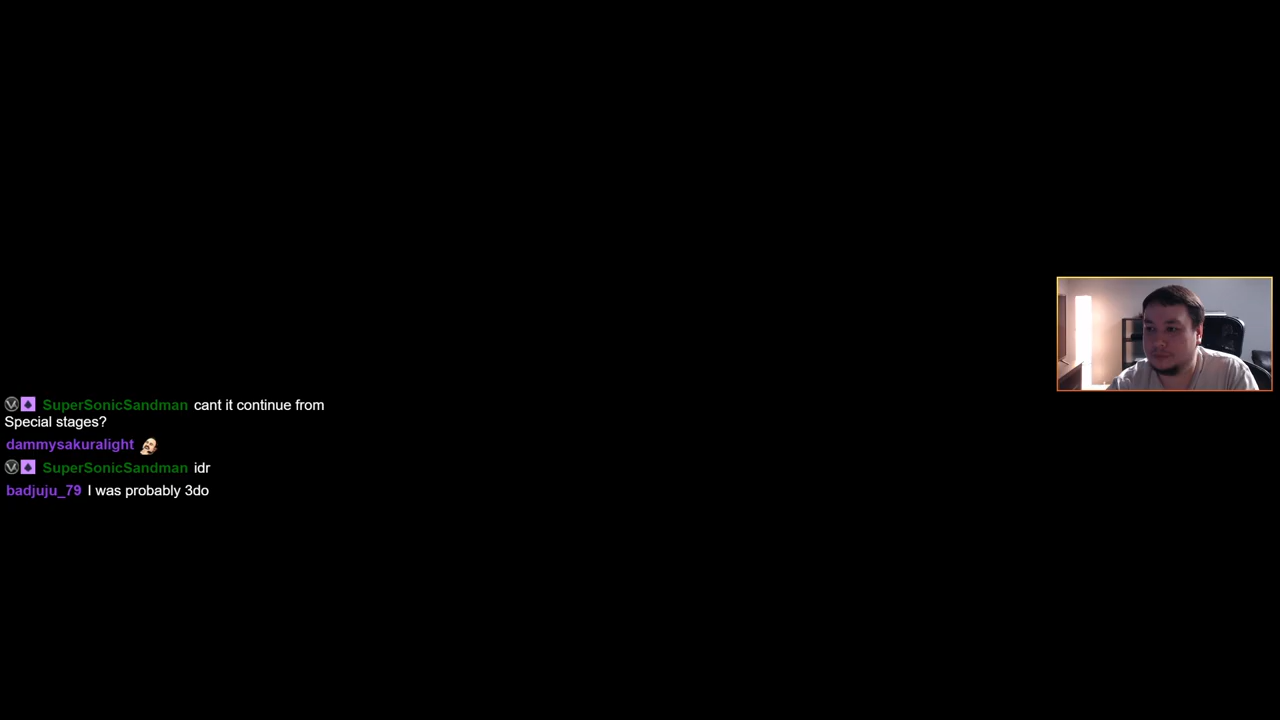 SuperSonicSandman cant it continue from
Special stages?
dammysakuralight
SuperSonicSandman idr
badjuju_79 I was probably 3do